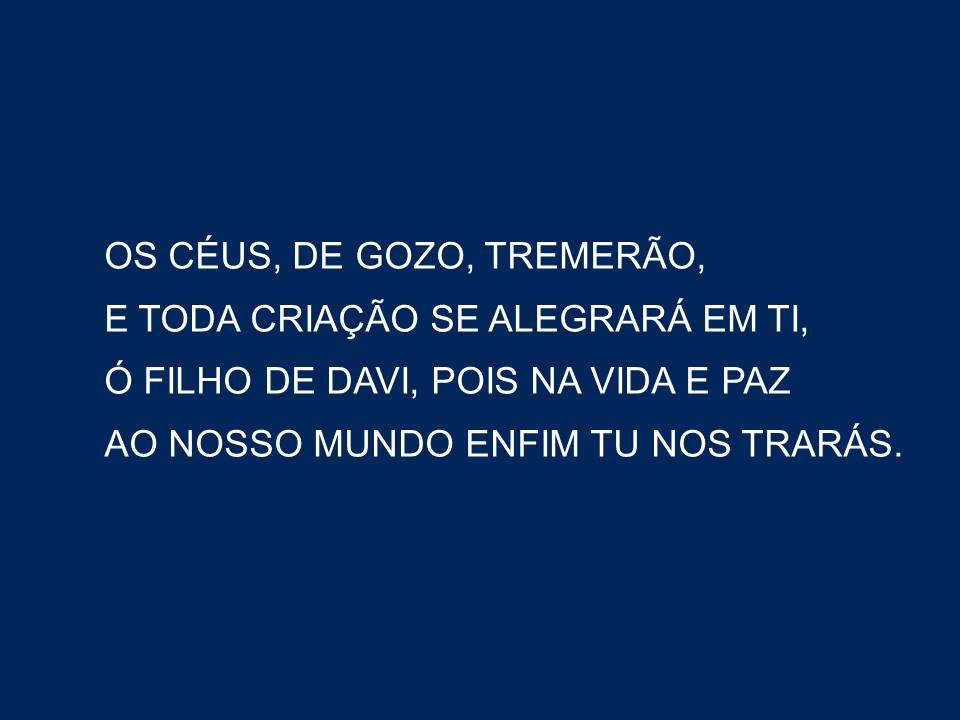 OS CÉUS, DE GOZO, TREMERÃO,
E TODA CRIAÇÃO SE ALEGRARÁ EM TI,
Ó FILHO DE DAVI, POIS NA VIDA E PAZ
AO NOSSO MUNDO ENFIM TU NOS TRARÁS.